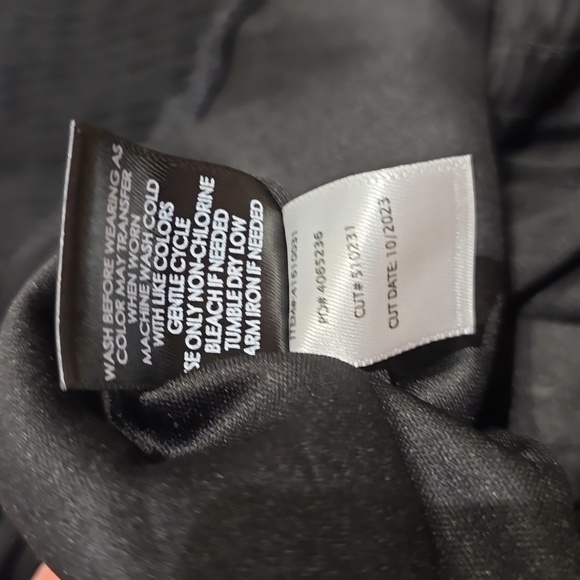 WASH BEFORE WEARING AS
COLOR MAY TRANSFER
WHEN WORN
MACHINE WASH COLD
WITH LIKE COLORS
GENTLE CYCLE
SE ONLY NON-CHLORINE
BLEACH IF NEEDED
TUMBLE DRY LOW
ARM IRON IF NEEDED
PO# 4065236
CUT# 510231
CUT DATE: 10/2023